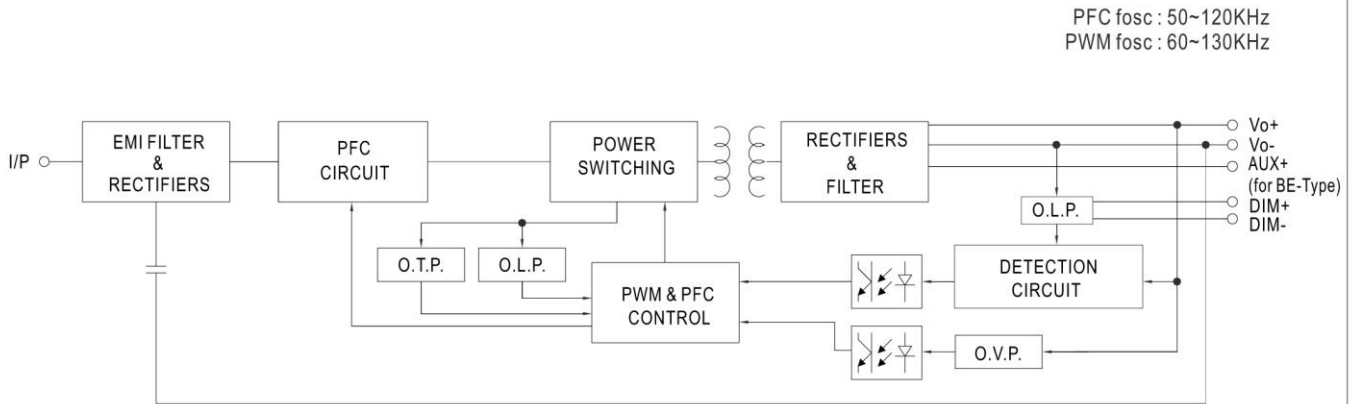 PFC fosc : 50~120KHz
PWM fosc : 60~130KHz
I/P
EMI FILTER
&
RECTIFIERS
PFC
CIRCUIT
POWER
SWITCHING
RECTIFIERS
&
FILTER
Vo+
Vo-
AUX+
(for BE-Type)
DIM+
DIM-
O.L.P.
O.T.P.
O.L.P.
PWM & PFC
CONTROL
DETECTION
CIRCUIT
O.V.P.